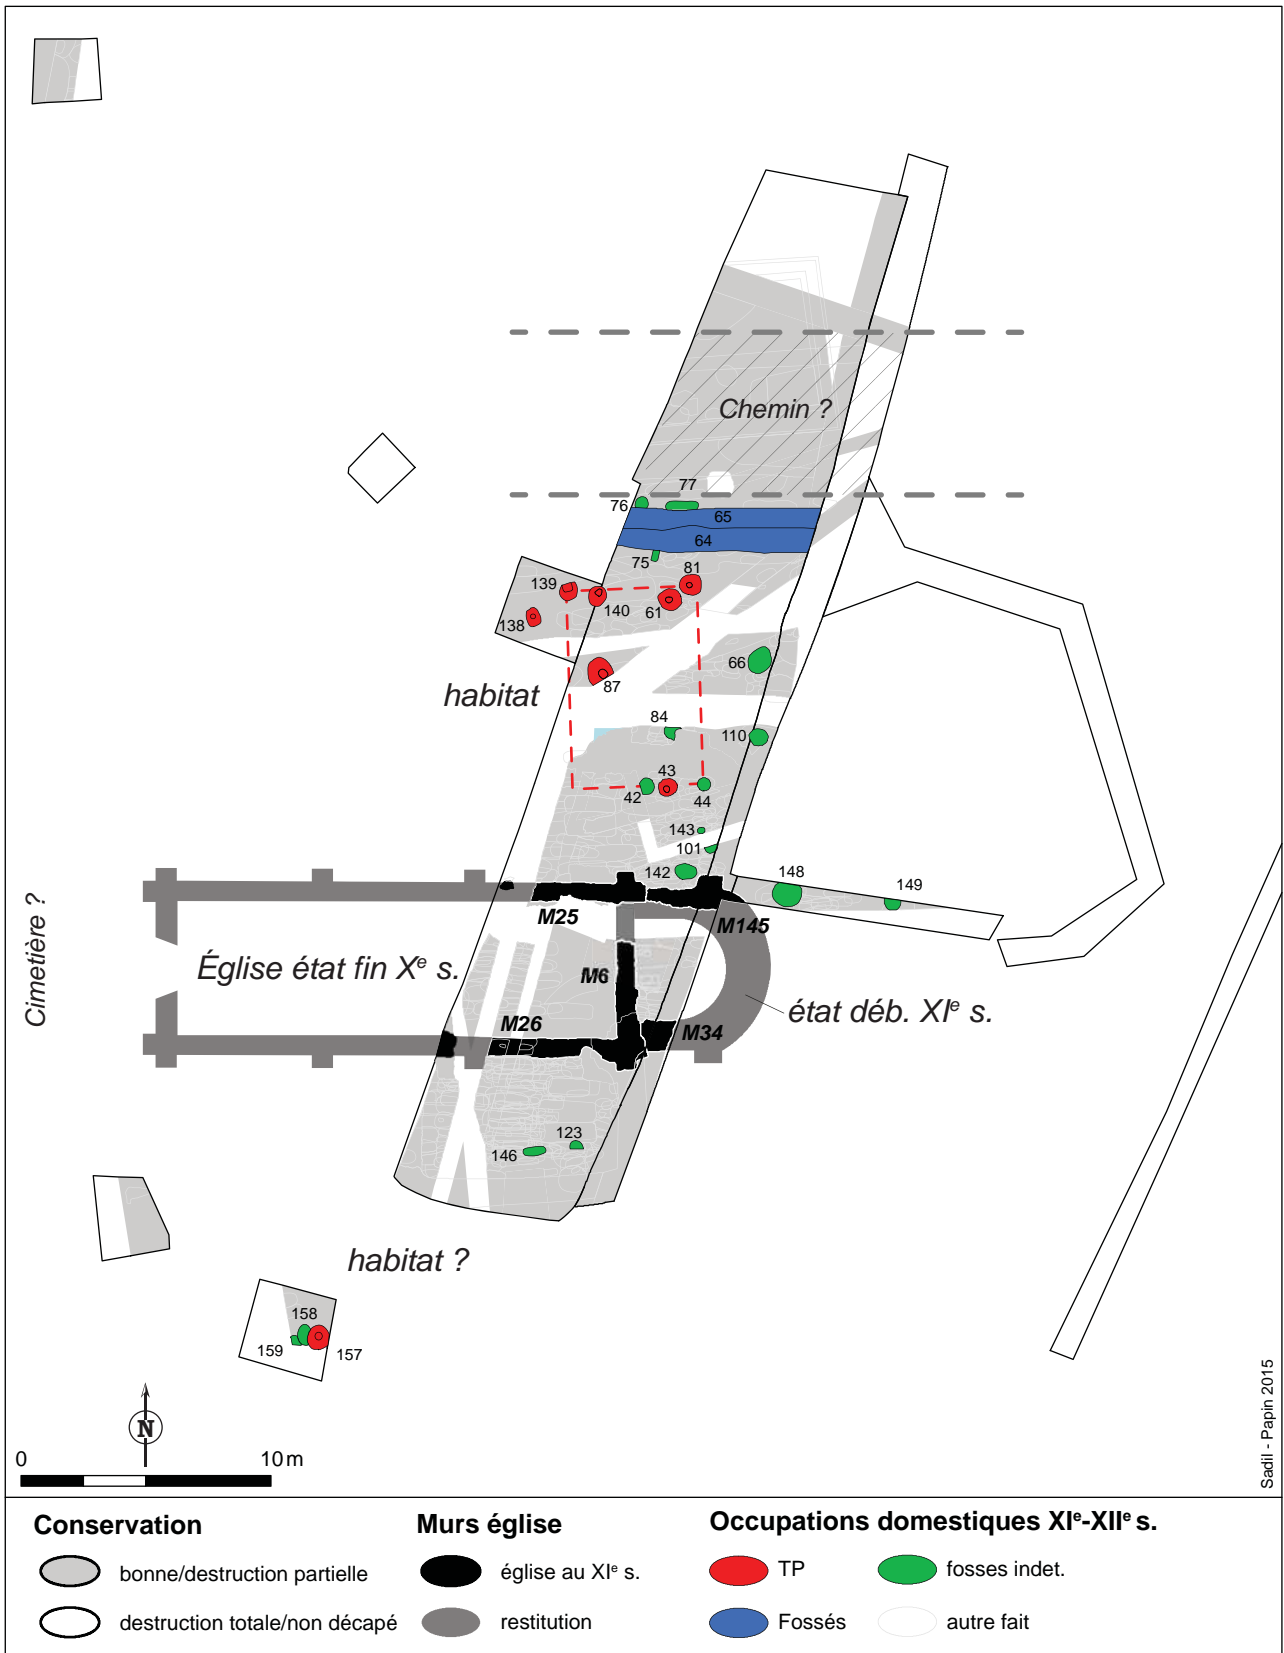 Chemin ?
77
76
65
64
75
81
139
140
61
138
66
87
habitat
84
110
43
42
44
143
101
142
148
149
M25
M145
Cimetière ?
Église état fin Xᵉ s.
M6
état déb. XIᵉ s.
M26
M34
123
146
habitat ?
158
159
157
N
0 10 m
Sadil - Papin 2015
Conservation
bonne/destruction partielle
destruction totale/non décapé
Murs église
église au XIᵉ s.
restitution
Occupations domestiques XIᵉ-XIIᵉ s.
TP
fosses indet.
Fossés
autre fait